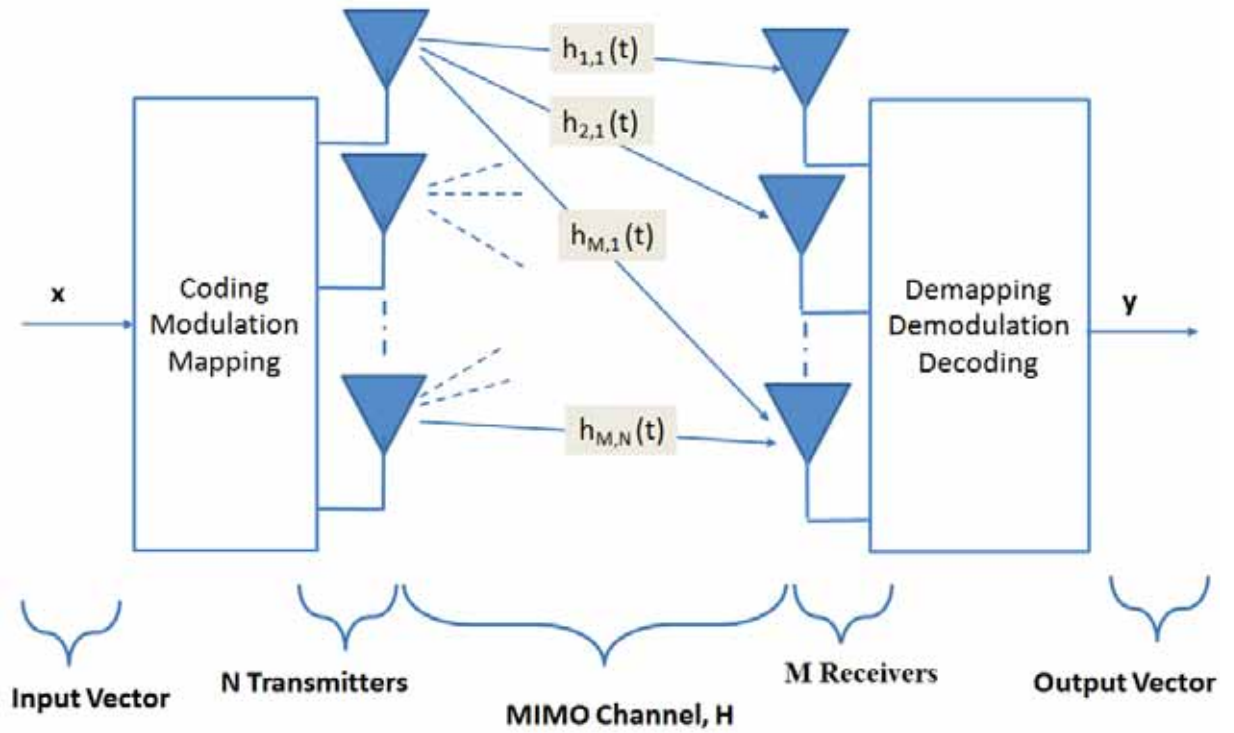 h1,1(t)
h2,1(t)
hM,1(t)
hM,N(t)
x
Coding
Modulation
Mapping
Demapping
Demodulation
Decoding
y
Input Vector
N Transmitters
MIMO Channel, H
M Receivers
Output Vector